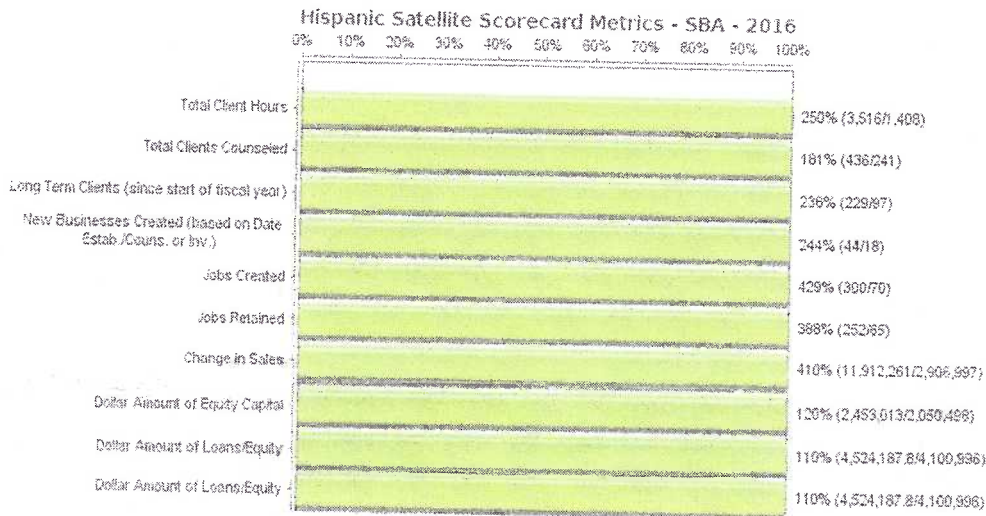 Hispanic Satellite Scorecard Metrics - SBA - 2016
0% 10% 20% 30% 40% 50% 60% 70% 80% 90% 100%
Total Client Hours 250% (3,516/1,408)
Total Clients Counseled 181% (436/241)
Long Term Clients (since start of fiscal year) 236% (229/97)
New Businesses Created (based on Date
Estab./Couns. or Inv.) 244% (44/18)
Jobs Created 429% (300/70)
Jobs Retained 388% (252/65)
Change in Sales 410% (11,912,261/2,906,997)
Dollar Amount of Equity Capital 120% (2,453,013/2,050,498)
Dollar Amount of Loans/Equity 110% (4,524,187.8/4,100,996)
Dollar Amount of Loans/Equity 110% (4,524,187.8/4,100,996)